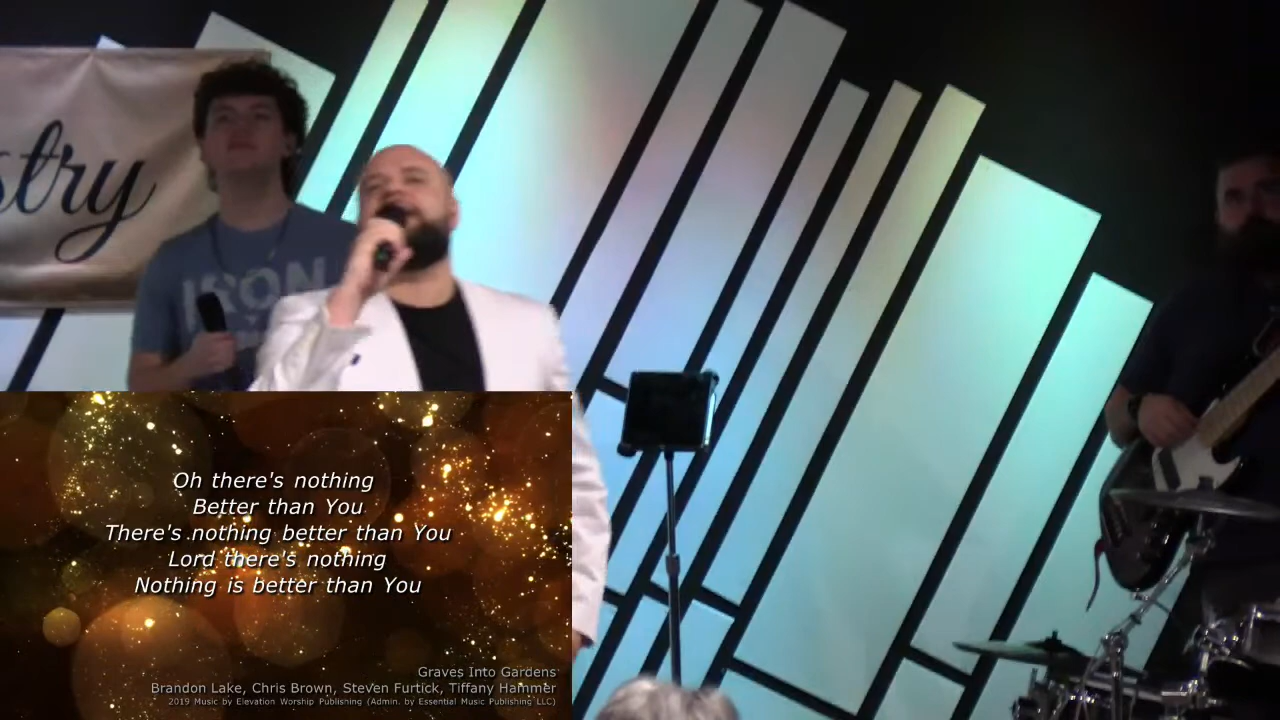 stry
IRON
Oh there's nothing
Better than You
There's nothing better than You
Lord there's nothing
Nothing is better than You
Graves Into Gardens
Brandon Lake, Chris Brown, Steven Furtick, Tiffany Hammer
2019 Music by Elevation Worship Publishing (Admin. by Essential Music Publishing LLC)